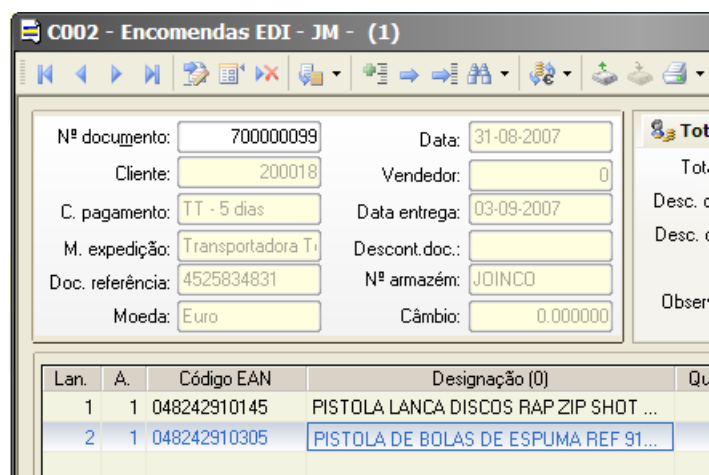 C002 - Encomendas EDI - JM - (1)
Nº documento: 700000099 Data: 31-08-2007 Tot
Cliente: 200018 Vendedor: 0 Tota
C. pagamento: TT - 5 dias Data entrega: 03-09-2007 Desc. c
M. expedição: Transportadora T Descont.doc.: Desc. c
Doc. referência: 4525834831 Nº armazém: JOINCO
Moeda: Euro Câmbio: 0.000000 Obser
Lan. A. Código EAN Designação (0) Qu
1 1 048242910145 PISTOLA LANCA DISCOS RAP ZIP SHOT ...
2 1 048242910305 PISTOLA DE BOLAS DE ESPUMA REF 91...